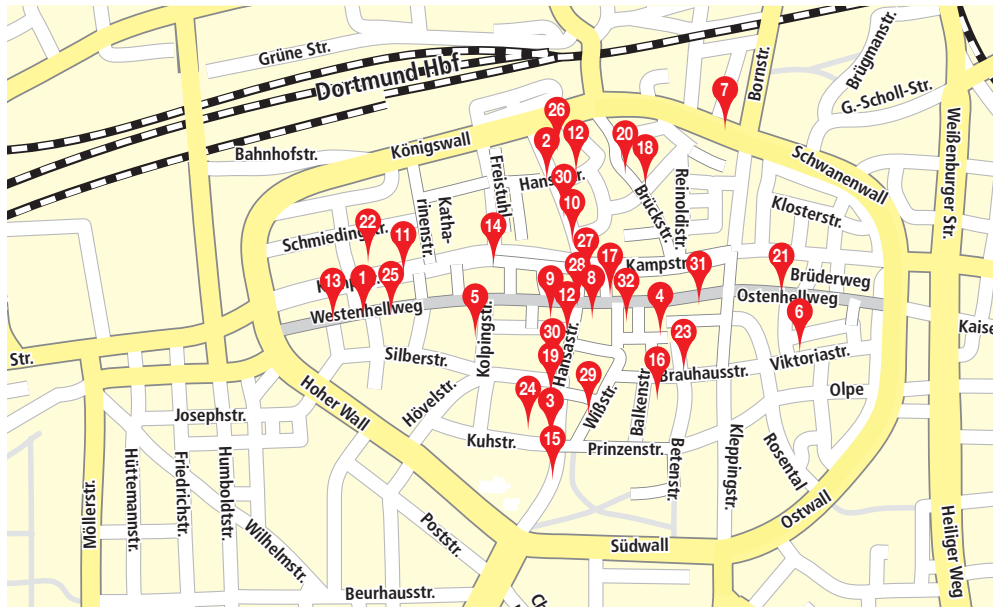 Grüne Str.
Dortmund Hbf
Bornstr.
Brügmanstr.
G.-Scholl-Str.
Weißenburger Str.
7
26
2
12
20
18
Königswall
Bahnhofstr.
Freistuhl
30
Brückstr.
Reinoldistr.
Schwanenwall
Klosterstr.
Katha-
rinenstr.
10
Schmieding
22
11
14
27
28
17
Kampstr.
31
21
Brüderweg
13
1
25
5
9
12
8
32
4
Ostenhellweg
6
Westenhellweg
Kolpingstr.
Hansastr.
30
23
Kaise
Str.
Silberstr.
19
16
Brauhausstr.
Viktoriastr.
24
29
Hoher Wall
Hövelstr.
3
Wißstr.
Balkenstr.
Olpe
Josephstr.
Kuhstr.
15
Prinzenstr.
Betenstr.
Kleppingstr.
Rosental
Möllerstr.
Hüttemannstr.
Friedrichstr.
Humboldtstr.
Wilhelmstr.
Poststr.
Südwall
Ostwall
Heiliger Weg
Beurhausstr.